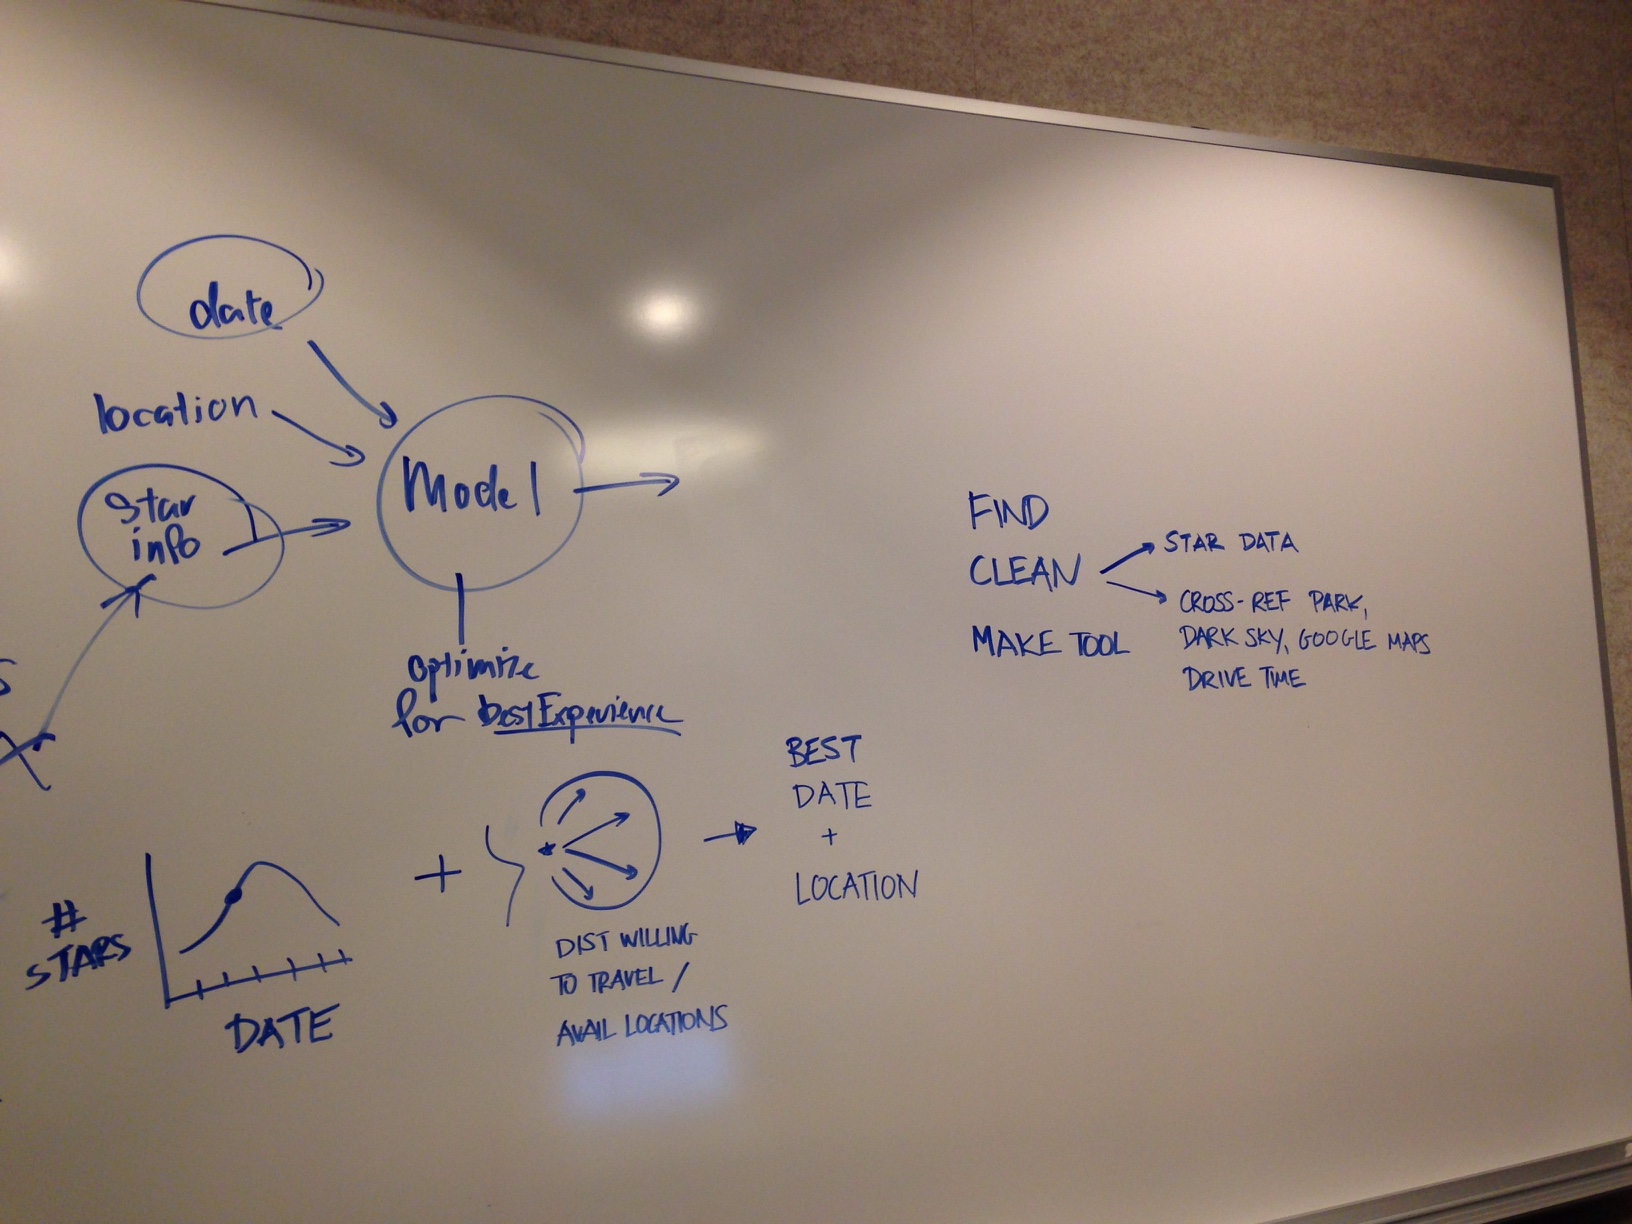 date
location
star
info
Model
optimize
for best Experience
# 
STARS
DATE
+
DIST WILLING
TO TRAVEL /
AVAIL LOCATIONS
BEST
DATE
+
LOCATION
FIND
CLEAN
MAKE TOOL
STAR DATA
CROSS-REF PARK,
DARK SKY, GOOGLE MAPS
DRIVE TIME